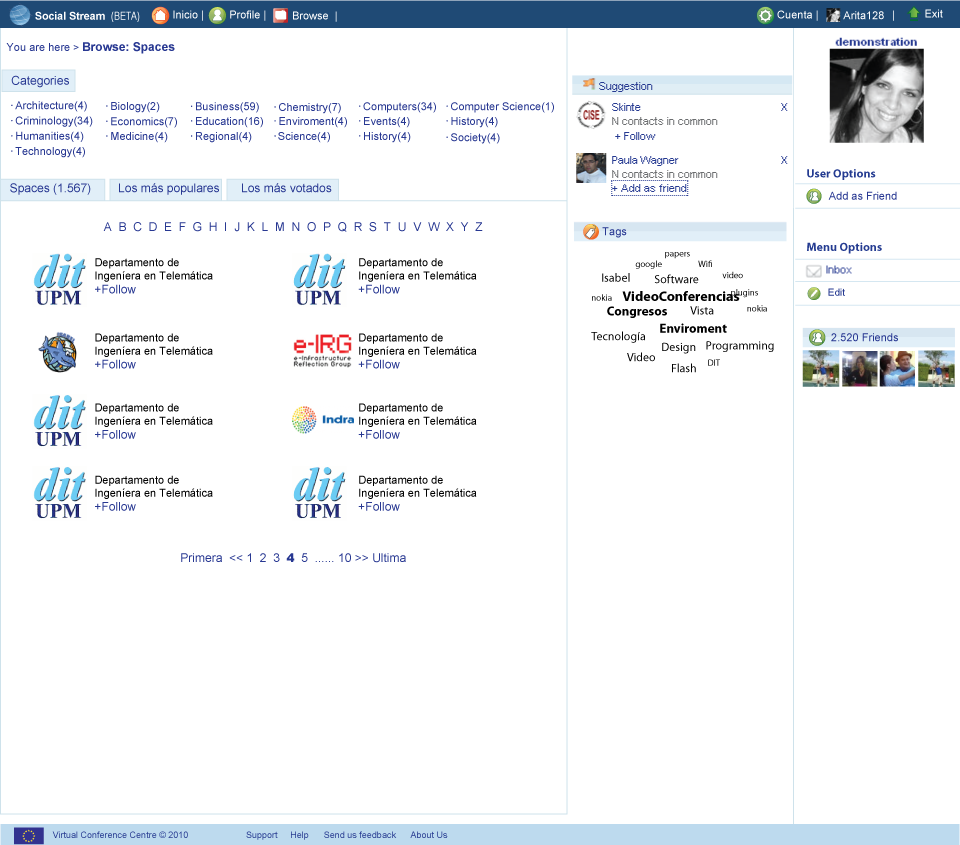 Social Stream (BETA) Inicio | Profile | Browse | Cuenta | Arita128 | Exit
You are here > Browse: Spaces
Categories
· Architecture(4) · Biology(2) · Business(59) · Chemistry(7) · Computers(34) · Computer Science(1)
· Criminology(34) · Economics(7) · Education(16) · Enviroment(4) · Events(4) · History(4)
· Humanities(4) · Medicine(4) · Regional(4) · Science(4) · History(4) · Society(4)
· Technology(4)
Spaces (1.567) Los más populares Los más votados
A B C D E F G H I J K L M N O P Q R S T U V W X Y Z
dit UPM
Departamento de
Ingeníera en Telemática
+Follow
dit UPM
Departamento de
Ingeníera en Telemática
+Follow
Departamento de
Ingeníera en Telemática
+Follow
e-IRG
e-Infrastructure
Reflection Group
Departamento de
Ingeníera en Telemática
+Follow
dit UPM
Departamento de
Ingeníera en Telemática
+Follow
Indra
Departamento de
Ingeníera en Telemática
+Follow
dit UPM
Departamento de
Ingeníera en Telemática
+Follow
dit UPM
Departamento de
Ingeníera en Telemática
+Follow
Primera << 1 2 3 4 5 ...... 10 >> Ultima
Suggestion
CISE
Skinte X
N contacts in common
+ Follow
Paula Wagner X
N contacts in common
+ Add as friend
Tags
papers
google Wifi
Isabel Software video
nokia VideoConferencias plugins
Congresos Vista nokia
Enviroment
Tecnología Design Programming
Video Flash DIT
demonstration
User Options
Add as Friend
Menu Options
Inbox
Edit
2.520 Friends
Virtual Conference Centre © 2010 Support Help Send us feedback About Us